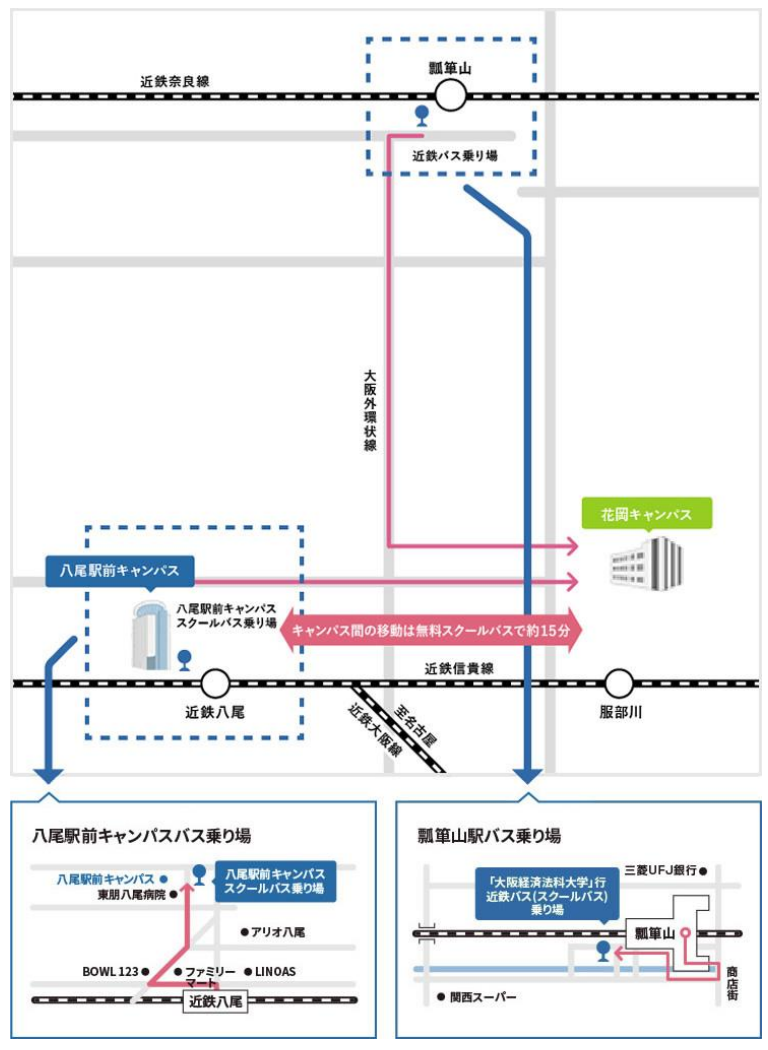 近鉄奈良線
瓢箪山
近鉄バス乗り場
大阪外環状線
花岡キャンパス
八尾駅前キャンパス
八尾駅前キャンパス
スクールバス乗り場
キャンパス間の移動は無料スクールバスで約15分
近鉄信貴線
近鉄八尾
服部川
至名古屋
近鉄大阪線
八尾駅前キャンパスバス乗り場
八尾駅前キャンパス
東朋八尾病院
八尾駅前キャンパス
スクールバス乗り場
アリオ八尾
BOWL 123
ファミリー
マート
LINOAS
近鉄八尾
瓢箪山駅バス乗り場
三菱UFJ銀行
「大阪経済法科大学」行
近鉄バス(スクールバス)
乗り場
瓢箪山
商店街
関西スーパー